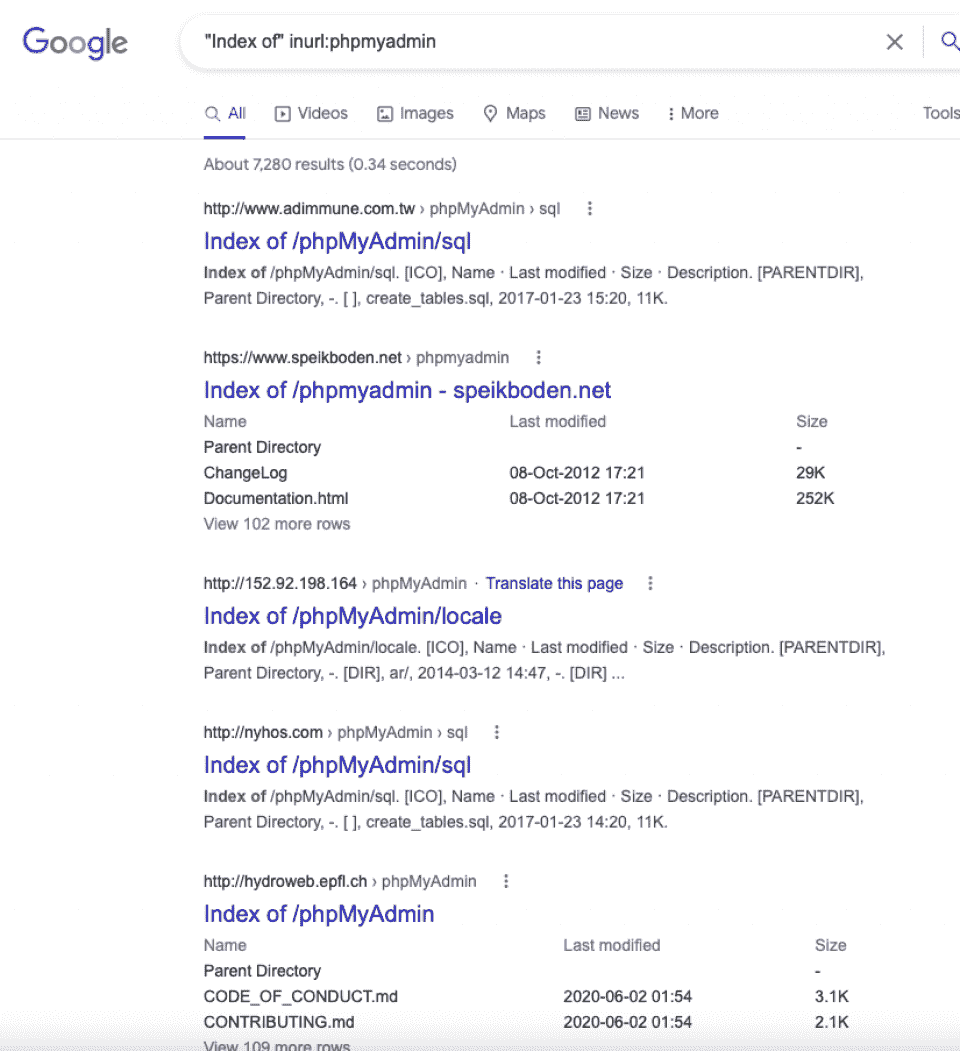 Google
"Index of" inurl:phpmyadmin
All Videos Images Maps News More Tools
About 7,280 results (0.34 seconds)
http://www.adimmune.com.tw › phpMyAdmin › sql
Index of /phpMyAdmin/sql
Index of /phpMyAdmin/sql. [ICO], Name · Last modified · Size · Description. [PARENTDIR],
Parent Directory, -. [ ], create_tables.sql, 2017-01-23 15:20, 11K.
https://www.speikboden.net › phpmyadmin
Index of /phpmyadmin - speikboden.net
Name Last modified Size
Parent Directory -
ChangeLog 08-Oct-2012 17:21 29K
Documentation.html 08-Oct-2012 17:21 252K
View 102 more rows
http://152.92.198.164 › phpMyAdmin · Translate this page
Index of /phpMyAdmin/locale
Index of /phpMyAdmin/locale. [ICO], Name · Last modified · Size · Description. [PARENTDIR],
Parent Directory, -. [DIR], ar/, 2014-03-12 14:47, -. [DIR] ...
http://nyhos.com › phpMyAdmin › sql
Index of /phpMyAdmin/sql
Index of /phpMyAdmin/sql. [ICO], Name · Last modified · Size · Description. [PARENTDIR],
Parent Directory, -. [ ], create_tables.sql, 2017-01-23 14:20, 11K.
http://hydroweb.epfl.ch › phpMyAdmin
Index of /phpMyAdmin
Name Last modified Size
Parent Directory -
CODE_OF_CONDUCT.md 2020-06-02 01:54 3.1K
CONTRIBUTING.md 2020-06-02 01:54 2.1K
View 109 more rows